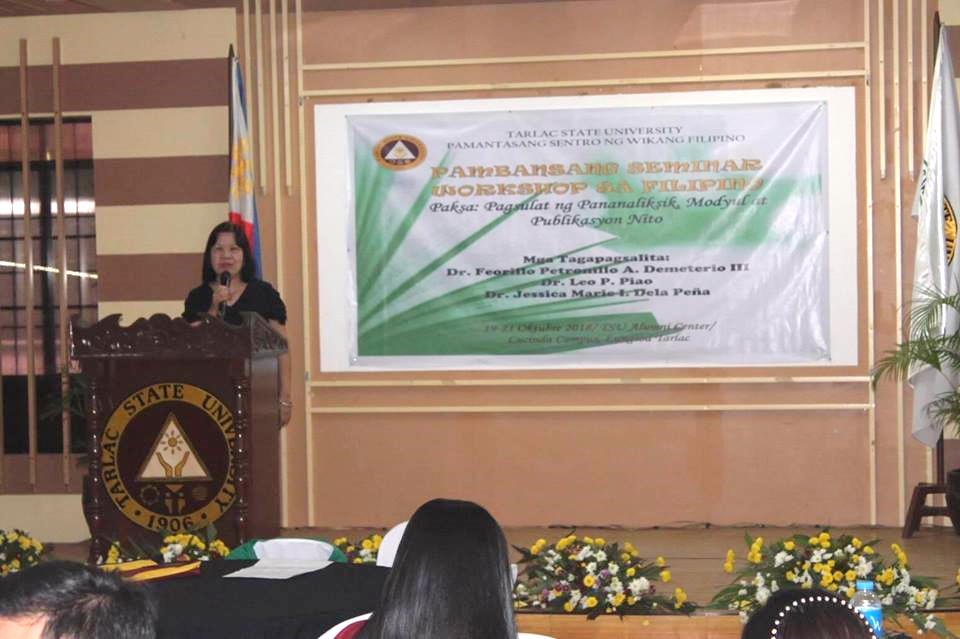 TARLAC STATE UNIVERSITY
PAMANTASANG SENTRO NG WIKANG FILIPINO
PAMBANSANG SEMINAR
WORKSHOP SA FILIPINO
Paksa: Pagsulat ng Pananaliksik, Modyul at
Publikasyon Nito
Mga Tagapagsalita:
Dr. Feorillo Petronilo A. Demeterio III
Dr. Leo P. Piao
Dr. Jessica Marie I. Dela Peña
19-21 Oktubre 2018/ TSU Alumni Center/
Lucinda Campus, Lungsod Tarlac
TARLAC STATE UNIVERSITY
1906